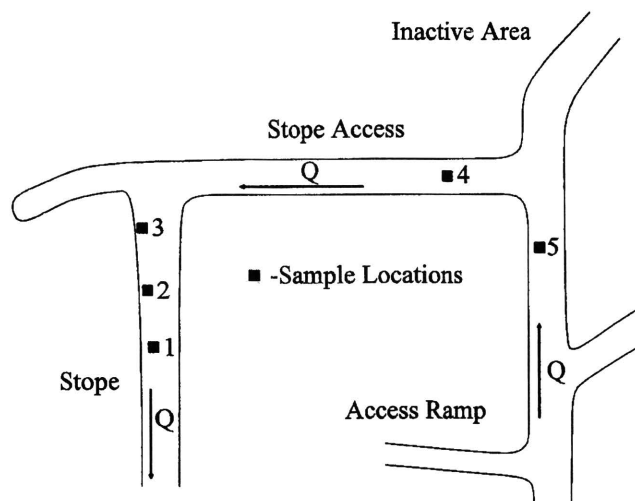 Inactive Area
Stope Access
Q
4
3
5
-Sample Locations
2
1
Stope
Q
Access Ramp
Q